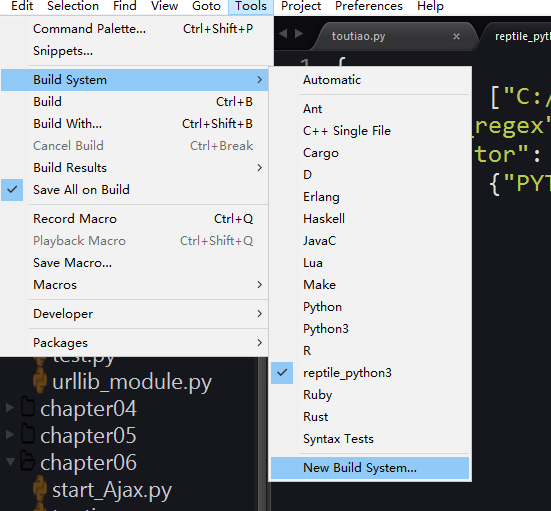 Edit Selection Find View Goto Tools Project Preferences Help
Command Palette... Ctrl+Shift+P
Snippets...
Build System
Build Ctrl+B
Build With... Ctrl+Shift+B
Cancel Build Ctrl+Break
Build Results
Save All on Build
Record Macro Ctrl+Q
Playback Macro Ctrl+Shift+Q
Save Macro...
Macros
Developer
Packages
Automatic
Ant
C++ Single File
Cargo
D
Erlang
Haskell
JavaC
Lua
Make
Python
Python3
R
reptile_python3
Ruby
Rust
Syntax Tests
New Build System...
toutiao.py × reptile_pyth
1 {
["C:/
_regex"
tor":
{"PYT
test.py
urllib_module.py
chapter04
chapter05
chapter06
start_Ajax.py